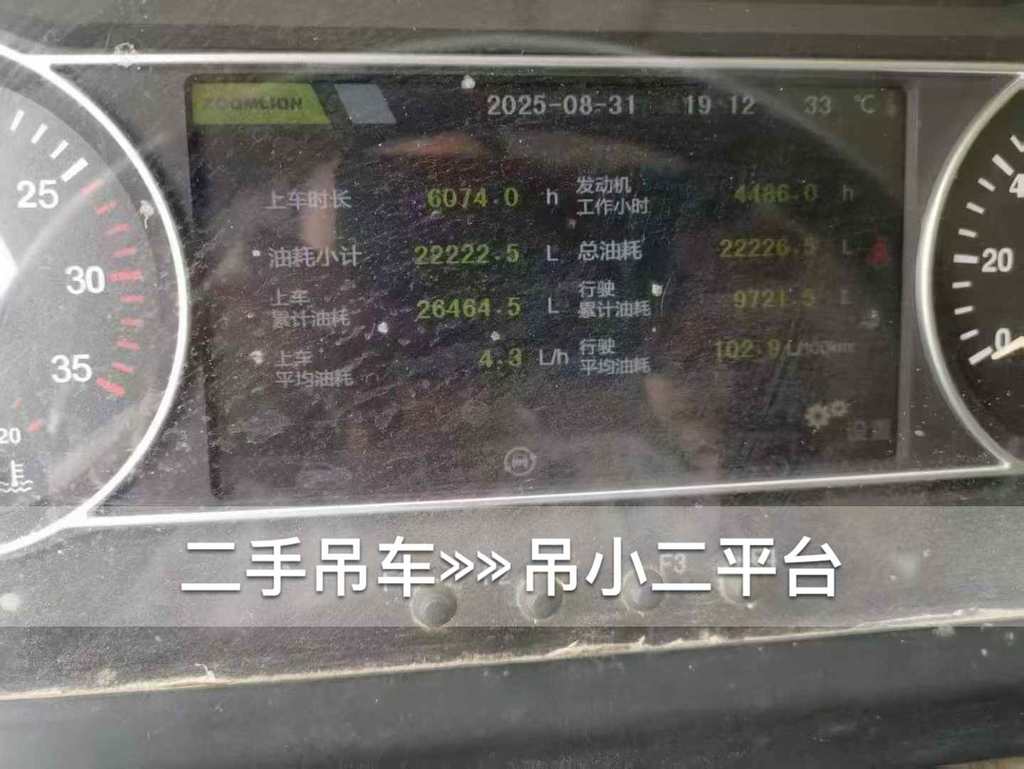 ZOOMLION 2025-08-31 19 12 33 ℃
25
30
35
20
上车时长 6074.0 h 发动机工作小时 4486.0 h
油耗小计 22222.5 L 总油耗 22226.5 L
上车累计油耗 26464.5 L 行驶累计油耗 9721.5 L
上车平均油耗 4.3 L/h 行驶平均油耗 102.9 L/100km
20
0
F3
二手吊车»»吊小二平台